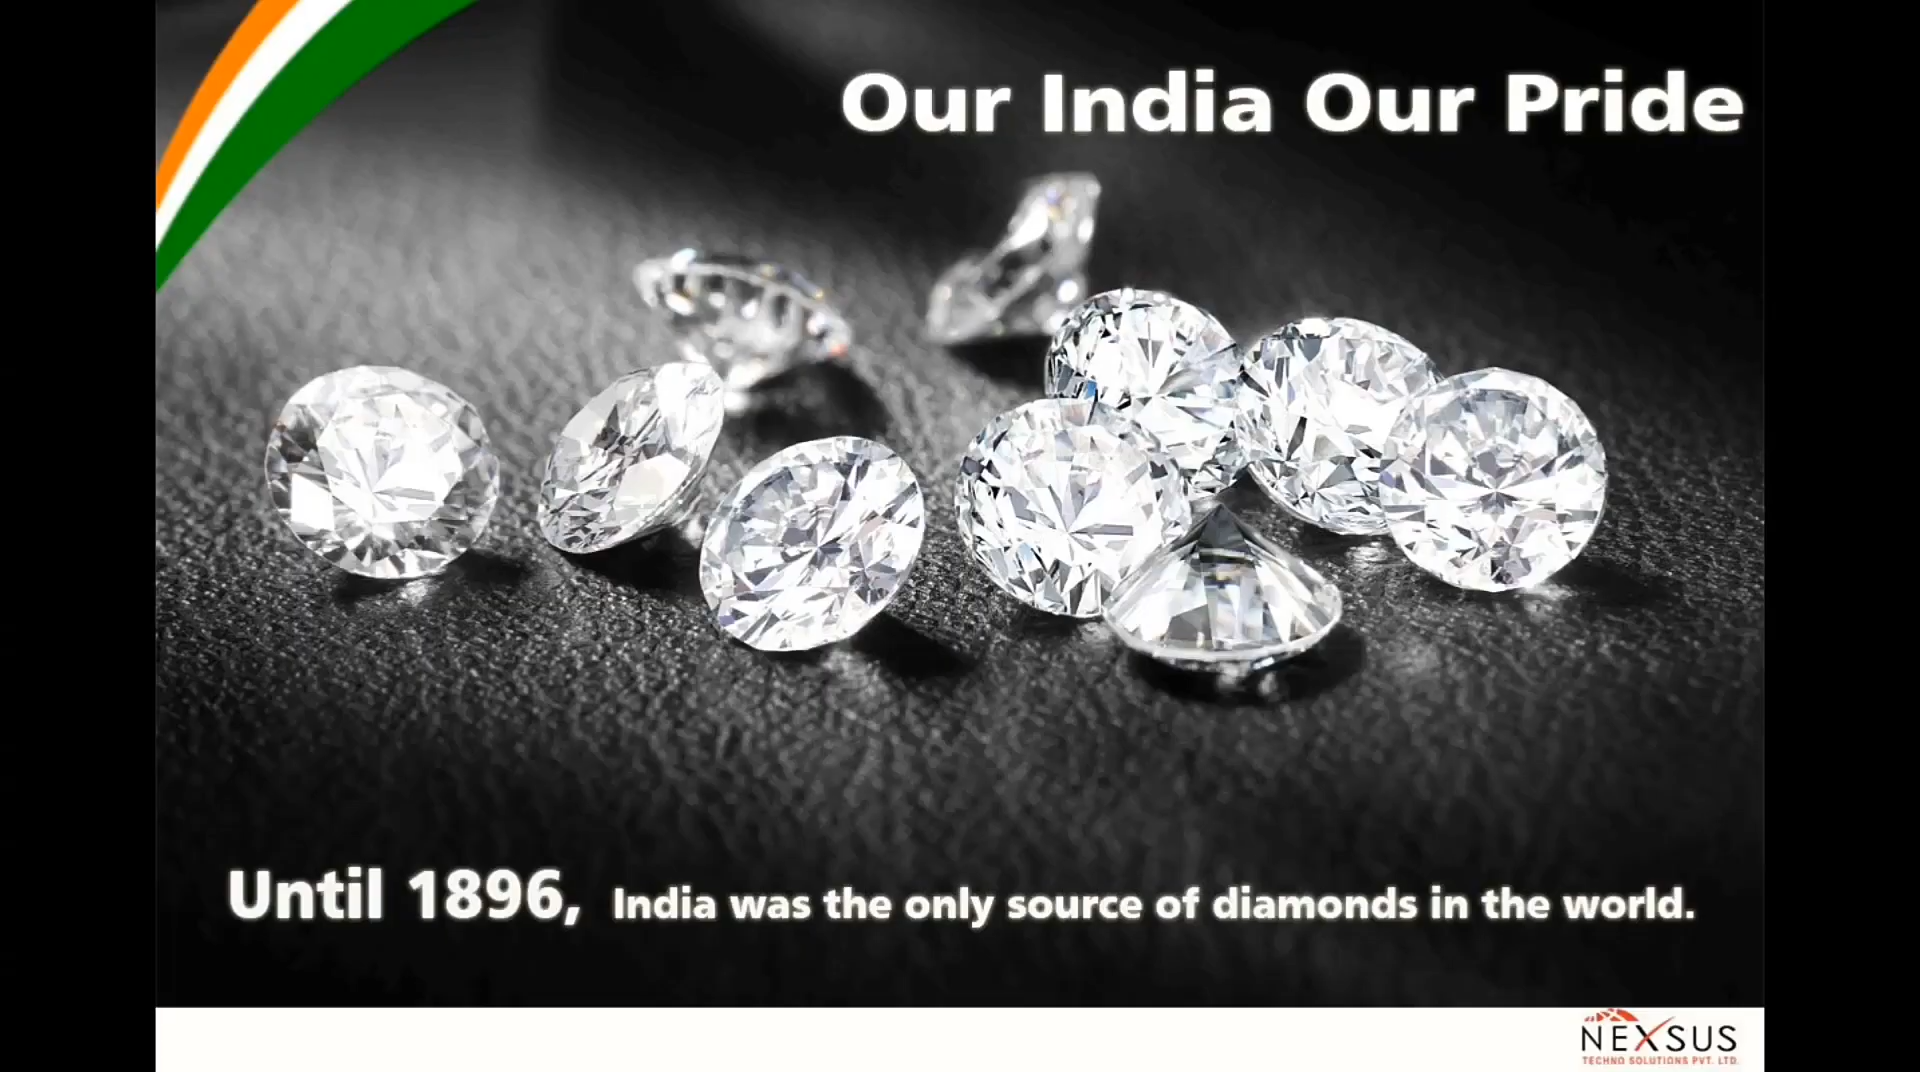 Our India Our Pride
Until 1896, India was the only source of diamonds in the world.
NEXSUS
TECHNO SOLUTIONS PVT. LTD.